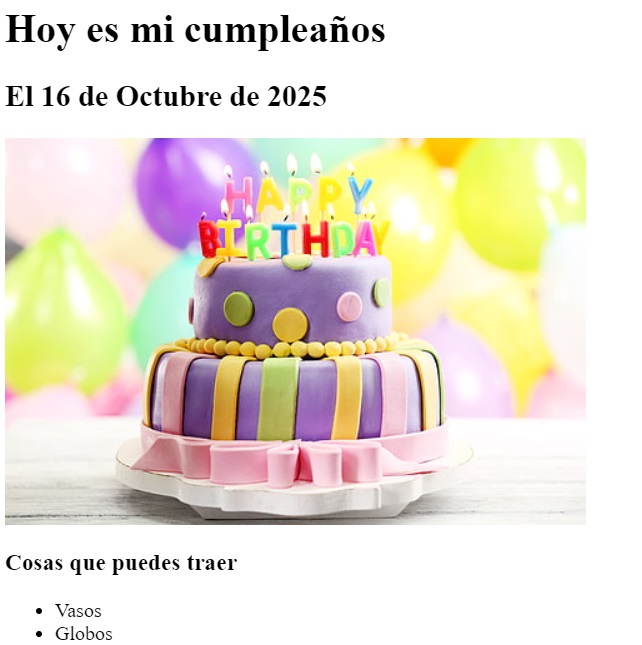 Hoy es mi cumpleaños
El 16 de Octubre de 2025
HAPPY
BIRTHDAY
Cosas que puedes traer
Vasos
Globos